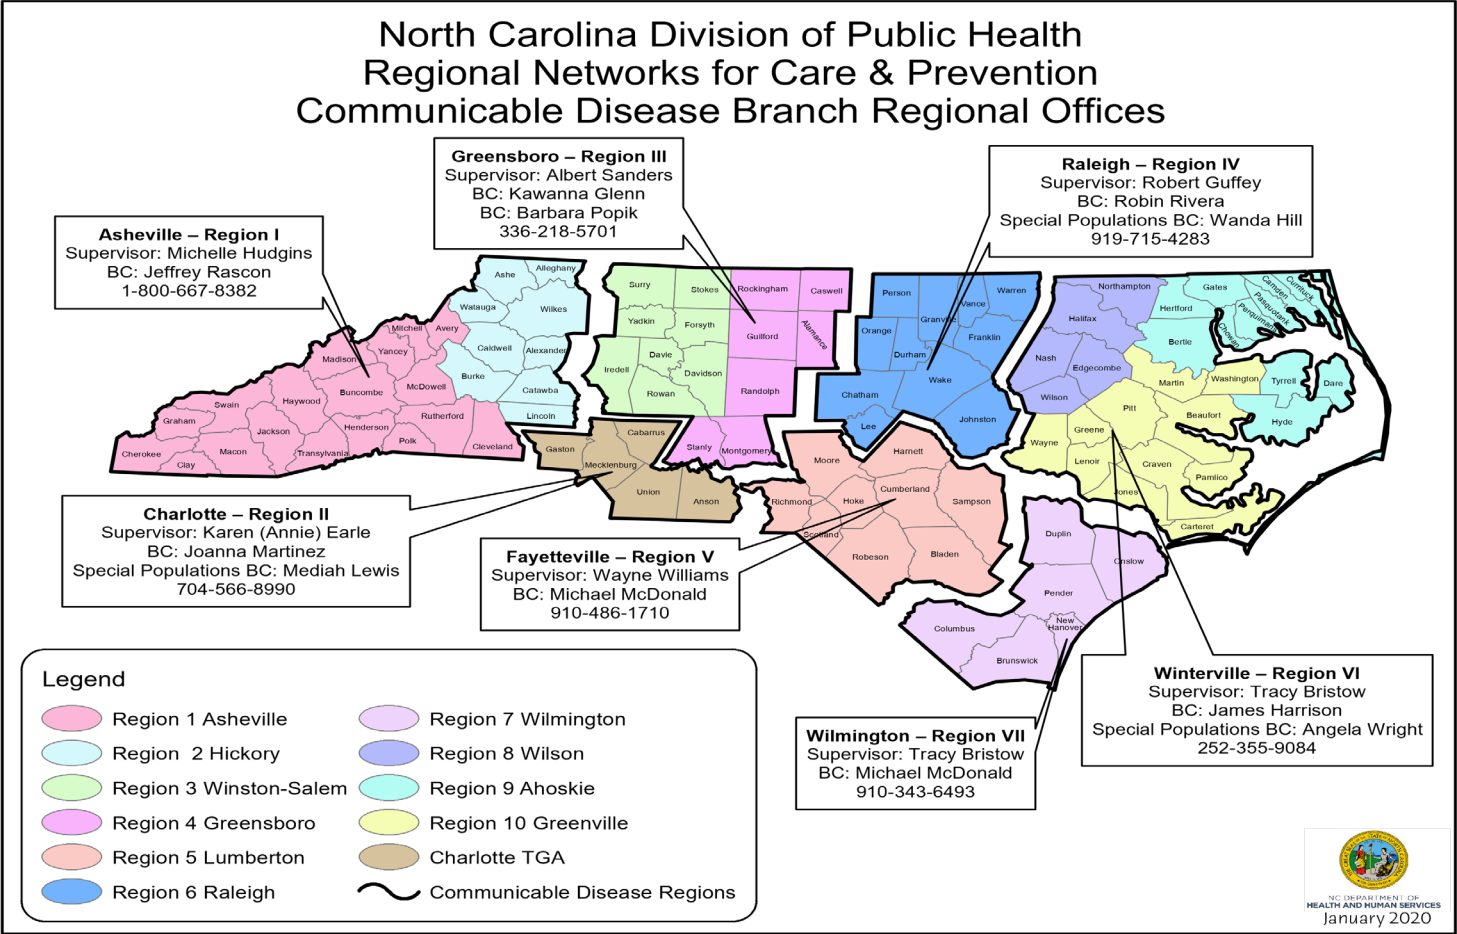 North Carolina Division of Public Health
Regional Networks for Care & Prevention
Communicable Disease Branch Regional Offices
Greensboro – Region III
Supervisor: Albert Sanders
BC: Kawanna Glenn
BC: Barbara Popik
336-218-5701
Raleigh – Region IV
Supervisor: Robert Guffey
BC: Robin Rivera
Special Populations BC: Wanda Hill
919-715-4283
Asheville – Region I
Supervisor: Michelle Hudgins
BC: Jeffrey Rascon
1-800-667-8382
Ashe
Alleghany
Watauga
Wilkes
Mitchell
Avery
Madison
Yancey
Caldwell
Alexander
Buncombe
McDowell
Burke
Catawba
Lincoln
Haywood
Swain
Graham
Jackson
Henderson
Rutherford
Polk
Cleveland
Cherokee
Clay
Macon
Transylvania
Surry
Stokes
Rockingham
Caswell
Yadkin
Forsyth
Guilford
Alamance
Davie
Iredell
Davidson
Rowan
Randolph
Stanly
Montgomery
Gaston
Cabarrus
Mecklenburg
Union
Anson
Person
Granville
Vance
Warren
Orange
Durham
Franklin
Wake
Chatham
Lee
Johnston
Northampton
Halifax
Nash
Edgecombe
Wilson
Hertford
Gates
Camden
Currituck
Pasquotank
Perquimans
Chowan
Bertie
Martin
Washington
Tyrrell
Dare
Hyde
Pitt
Beaufort
Greene
Wayne
Lenoir
Craven
Pamlico
Jones
Carteret
Moore
Harnett
Richmond
Hoke
Cumberland
Sampson
Scotland
Robeson
Bladen
Duplin
Onslow
Pender
Columbus
New
Hanover
Brunswick
Charlotte – Region II
Supervisor: Karen (Annie) Earle
BC: Joanna Martinez
Special Populations BC: Mediah Lewis
704-566-8990
Fayetteville – Region V
Supervisor: Wayne Williams
BC: Michael McDonald
910-486-1710
Winterville – Region VI
Supervisor: Tracy Bristow
BC: James Harrison
Special Populations BC: Angela Wright
252-355-9084
Wilmington – Region VII
Supervisor: Tracy Bristow
BC: Michael McDonald
910-343-6493
Legend
Region 1 Asheville
Region 2 Hickory
Region 3 Winston-Salem
Region 4 Greensboro
Region 5 Lumberton
Region 6 Raleigh
Region 7 Wilmington
Region 8 Wilson
Region 9 Ahoskie
Region 10 Greenville
Charlotte TGA
Communicable Disease Regions
NC DEPARTMENT OF
HEALTH AND HUMAN SERVICES
January 2020